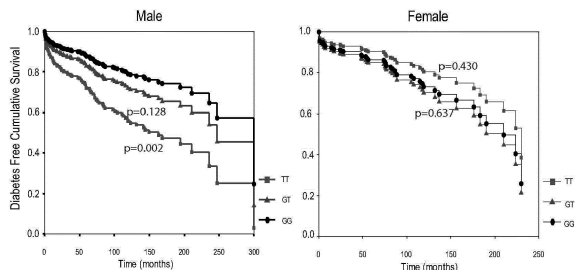 Male
Diabetes Free Cumulative Survival
1.0
0.8
0.6
0.4
0.2
0.0
p=0.128
p=0.002
TT
GT
GG
0 50 100 150 200 250 300
Time (months)
Female
1.0
0.8
0.6
0.4
0.2
0.0
p=0.430
p=0.637
TT
GT
GG
0 50 100 150 200 250
Time (months)